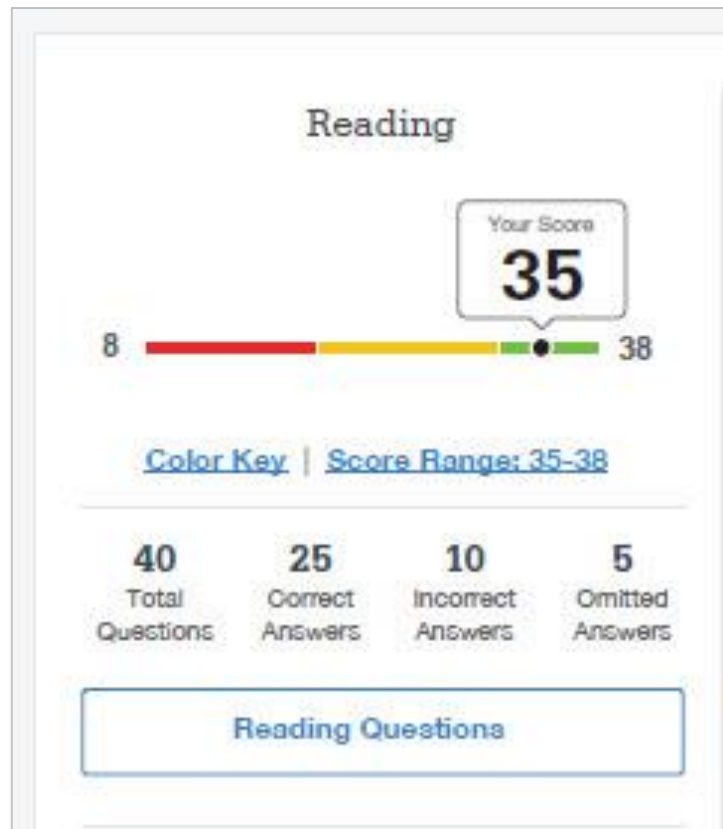 Reading
Your Score
35
8
38
Color Key | Score Range: 35-38
40 25 10 5
Total Correct Incorrect Omitted
Questions Answers Answers Answers
Reading Questions